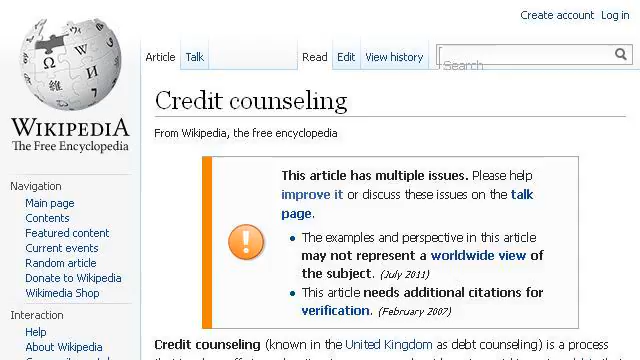 Create account Log in
Article Talk Read Edit View history Search
Credit counseling
WIKIPEDIA
The Free Encyclopedia
From Wikipedia, the free encyclopedia
Navigation
Main page
Contents
Featured content
Current events
Random article
Donate to Wikipedia
Wikimedia Shop
Interaction
Help
About Wikipedia
This article has multiple issues. Please help
improve it or discuss these issues on the talk
page.
• The examples and perspective in this article
may not represent a worldwide view of
the subject. (July 2011)
• This article needs additional citations for
verification. (February 2007)
Credit counseling (known in the United Kingdom as debt counseling) is a process